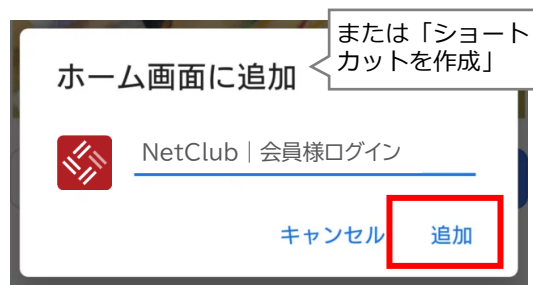 または「ショート
カットを作成」
ホーム画面に追加
NetClub｜会員様ログイン
キャンセル
追加